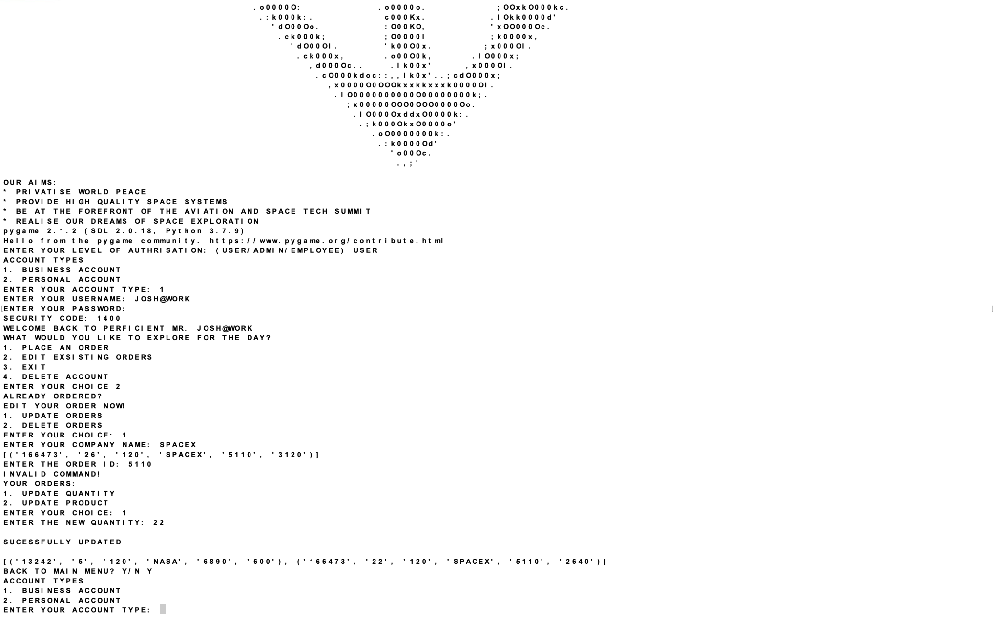 .o0000O: .o0000o. ;OOxkO000kc.
.:k000k:. c000Kx. .lOkk0000d'
'dO00Oo. :O00KO, 'xOO000Oc.
.ck000k; ;O0000l ;k0000x,
'dO00Ol. 'k00O0x. ;x000Ol.
.ck000x, .o00O0k, .lO000x;
,d000Oc.. .lk00x' ,x000Ol.
.cO000kdoc::,,lk0x'..;cdO000x;
,x0000O0OOOkxxkkxxxk0000Ol.
.lO0000000000O0000000k;.
;x00000OOO0OOO0000Oo.
.lO000OxddxO0000k:.
.;k000OkxO0000o'
.oO0000000k:.
.:k0000Od'
'o00Oc.
.,;'
OUR AIMS:
* PRIVATISE WORLD PEACE
* PROVIDE HIGH QUALITY SPACE SYSTEMS
* BE AT THE FOREFRONT OF THE AVIATION AND SPACE TECH SUMMIT
* REALISE OUR DREAMS OF SPACE EXPLORATION
pygame 2.1.2 (SDL 2.0.18, Python 3.7.9)
Hello from the pygame community. https://www.pygame.org/contribute.html
ENTER YOUR LEVEL OF AUTHRISATION: (USER/ADMIN/EMPLOYEE) USER
ACCOUNT TYPES
1. BUSINESS ACCOUNT
2. PERSONAL ACCOUNT
ENTER YOUR ACCOUNT TYPE: 1
ENTER YOUR USERNAME: JOSH@WORK
[ENTER YOUR PASSWORD: ]
SECURITY CODE: 1400
WELCOME BACK TO PERFICIENT MR. JOSH@WORK
WHAT WOULD YOU LIKE TO EXPLORE FOR THE DAY?
1. PLACE AN ORDER
2. EDIT EXSISTING ORDERS
3. EXIT
4. DELETE ACCOUNT
ENTER YOUR CHOICE 2
ALREADY ORDERED?
EDIT YOUR ORDER NOW!
1. UPDATE ORDERS
2. DELETE ORDERS
ENTER YOUR CHOICE: 1
ENTER YOUR COMPANY NAME: SPACEX
[('166473', '26', '120', 'SPACEX', '5110', '3120')]
ENTER THE ORDER ID: 5110
INVALID COMMAND!
YOUR ORDERS:
1. UPDATE QUANTITY
2. UPDATE PRODUCT
ENTER YOUR CHOICE: 1
ENTER THE NEW QUANTITY: 22
SUCESSFULLY UPDATED
[('13242', '5', '120', 'NASA', '6890', '600'), ('166473', '22', '120', 'SPACEX', '5110', '2640')]
BACK TO MAIN MENU? Y/N Y
ACCOUNT TYPES
1. BUSINESS ACCOUNT
2. PERSONAL ACCOUNT
ENTER YOUR ACCOUNT TYPE: